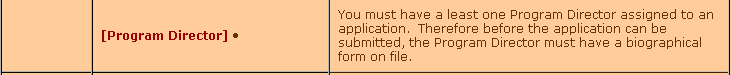 [Program Director] •
You must have a least one Program Director assigned to an
application.  Therefore before the application can be
submitted, the Program Director must have a biographical
form on file.